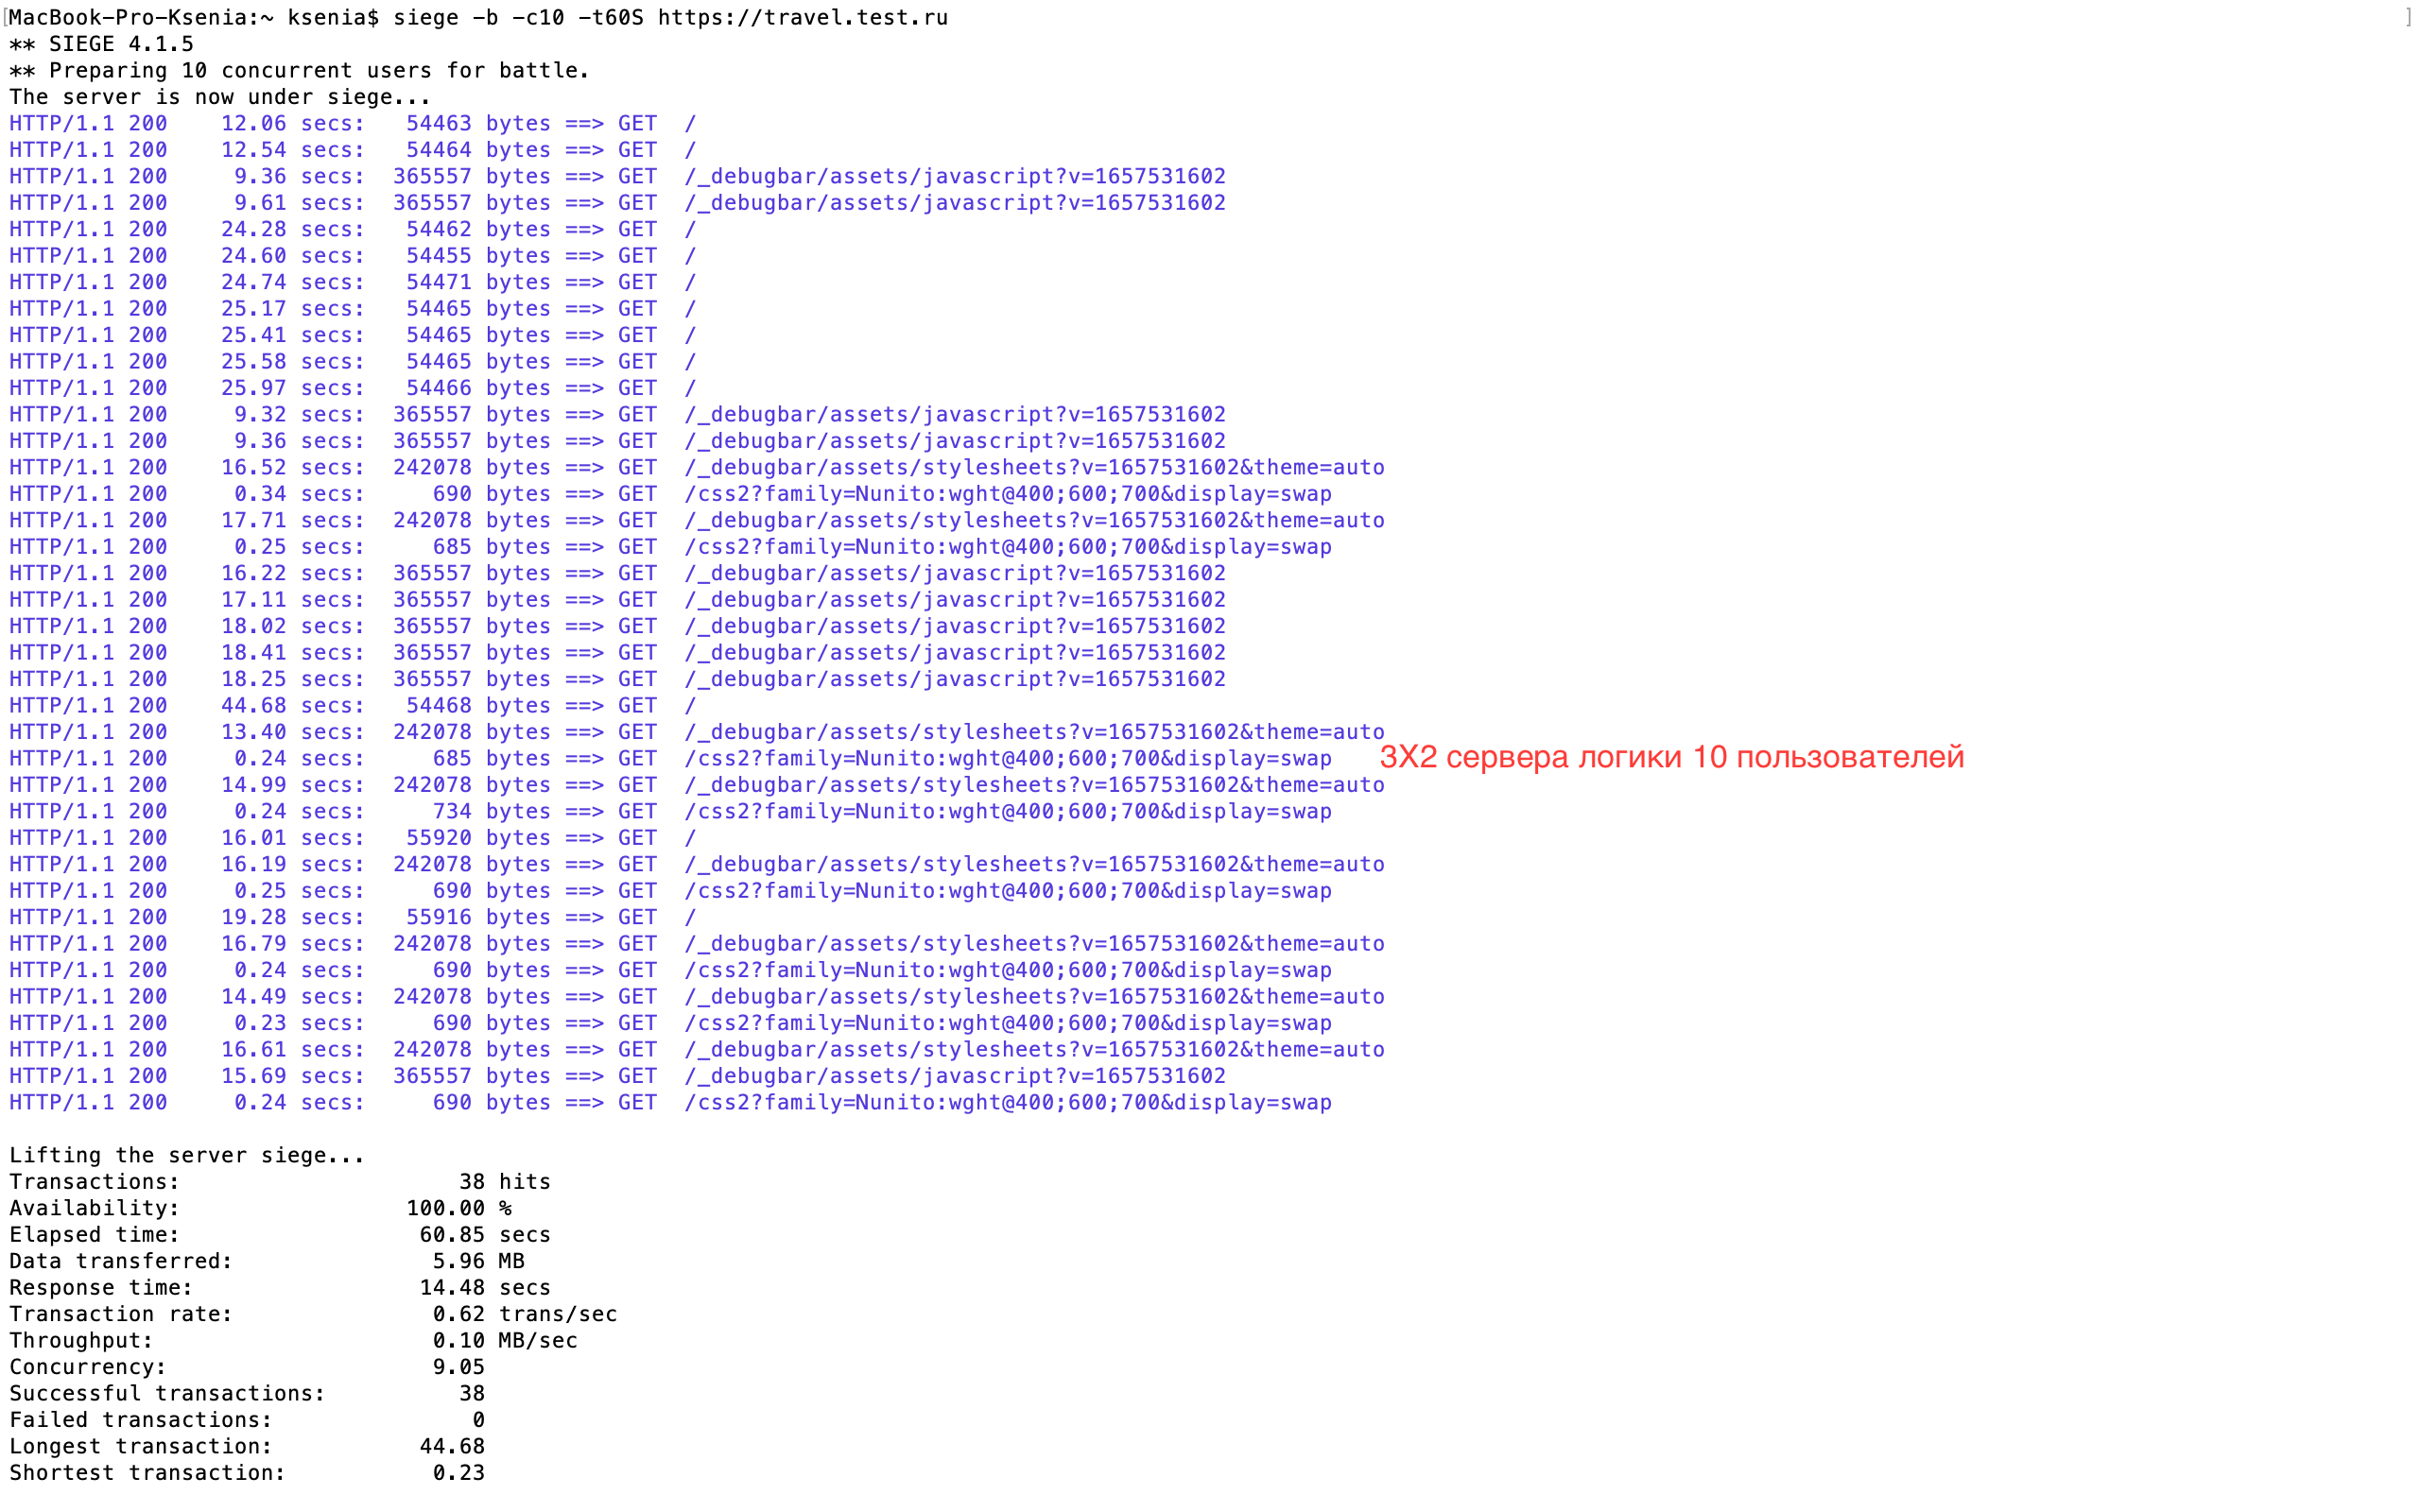 MacBook-Pro-Ksenia:~ ksenia$ siege -b -c10 -t60S https://travel.test.ru
** SIEGE 4.1.5
** Preparing 10 concurrent users for battle.
The server is now under siege...
HTTP/1.1 200    12.06 secs:   54463 bytes ==> GET  /
HTTP/1.1 200    12.54 secs:   54464 bytes ==> GET  /
HTTP/1.1 200     9.36 secs:  365557 bytes ==> GET  /_debugbar/assets/javascript?v=1657531602
HTTP/1.1 200     9.61 secs:  365557 bytes ==> GET  /_debugbar/assets/javascript?v=1657531602
HTTP/1.1 200    24.28 secs:   54462 bytes ==> GET  /
HTTP/1.1 200    24.60 secs:   54455 bytes ==> GET  /
HTTP/1.1 200    24.74 secs:   54471 bytes ==> GET  /
HTTP/1.1 200    25.17 secs:   54465 bytes ==> GET  /
HTTP/1.1 200    25.41 secs:   54465 bytes ==> GET  /
HTTP/1.1 200    25.58 secs:   54465 bytes ==> GET  /
HTTP/1.1 200    25.97 secs:   54466 bytes ==> GET  /
HTTP/1.1 200     9.32 secs:  365557 bytes ==> GET  /_debugbar/assets/javascript?v=1657531602
HTTP/1.1 200     9.36 secs:  365557 bytes ==> GET  /_debugbar/assets/javascript?v=1657531602
HTTP/1.1 200    16.52 secs:  242078 bytes ==> GET  /_debugbar/assets/stylesheets?v=1657531602&theme=auto
HTTP/1.1 200     0.34 secs:     690 bytes ==> GET  /css2?family=Nunito:wght@400;600;700&display=swap
HTTP/1.1 200    17.71 secs:  242078 bytes ==> GET  /_debugbar/assets/stylesheets?v=1657531602&theme=auto
HTTP/1.1 200     0.25 secs:     685 bytes ==> GET  /css2?family=Nunito:wght@400;600;700&display=swap
HTTP/1.1 200    16.22 secs:  365557 bytes ==> GET  /_debugbar/assets/javascript?v=1657531602
HTTP/1.1 200    17.11 secs:  365557 bytes ==> GET  /_debugbar/assets/javascript?v=1657531602
HTTP/1.1 200    18.02 secs:  365557 bytes ==> GET  /_debugbar/assets/javascript?v=1657531602
HTTP/1.1 200    18.41 secs:  365557 bytes ==> GET  /_debugbar/assets/javascript?v=1657531602
HTTP/1.1 200    18.25 secs:  365557 bytes ==> GET  /_debugbar/assets/javascript?v=1657531602
HTTP/1.1 200    44.68 secs:   54468 bytes ==> GET  /
HTTP/1.1 200    13.40 secs:  242078 bytes ==> GET  /_debugbar/assets/stylesheets?v=1657531602&theme=auto
HTTP/1.1 200     0.24 secs:     685 bytes ==> GET  /css2?family=Nunito:wght@400;600;700&display=swap
3X2 сервера логики 10 пользователей
HTTP/1.1 200    14.99 secs:  242078 bytes ==> GET  /_debugbar/assets/stylesheets?v=1657531602&theme=auto
HTTP/1.1 200     0.24 secs:     734 bytes ==> GET  /css2?family=Nunito:wght@400;600;700&display=swap
HTTP/1.1 200    16.01 secs:   55920 bytes ==> GET  /
HTTP/1.1 200    16.19 secs:  242078 bytes ==> GET  /_debugbar/assets/stylesheets?v=1657531602&theme=auto
HTTP/1.1 200     0.25 secs:     690 bytes ==> GET  /css2?family=Nunito:wght@400;600;700&display=swap
HTTP/1.1 200    19.28 secs:   55916 bytes ==> GET  /
HTTP/1.1 200    16.79 secs:  242078 bytes ==> GET  /_debugbar/assets/stylesheets?v=1657531602&theme=auto
HTTP/1.1 200     0.24 secs:     690 bytes ==> GET  /css2?family=Nunito:wght@400;600;700&display=swap
HTTP/1.1 200    14.49 secs:  242078 bytes ==> GET  /_debugbar/assets/stylesheets?v=1657531602&theme=auto
HTTP/1.1 200     0.23 secs:     690 bytes ==> GET  /css2?family=Nunito:wght@400;600;700&display=swap
HTTP/1.1 200    16.61 secs:  242078 bytes ==> GET  /_debugbar/assets/stylesheets?v=1657531602&theme=auto
HTTP/1.1 200    15.69 secs:  365557 bytes ==> GET  /_debugbar/assets/javascript?v=1657531602
HTTP/1.1 200     0.24 secs:     690 bytes ==> GET  /css2?family=Nunito:wght@400;600;700&display=swap
Lifting the server siege...
Transactions:                     38 hits
Availability:                 100.00 %
Elapsed time:                  60.85 secs
Data transferred:               5.96 MB
Response time:                 14.48 secs
Transaction rate:               0.62 trans/sec
Throughput:                     0.10 MB/sec
Concurrency:                    9.05
Successful transactions:          38
Failed transactions:               0
Longest transaction:           44.68
Shortest transaction:           0.23